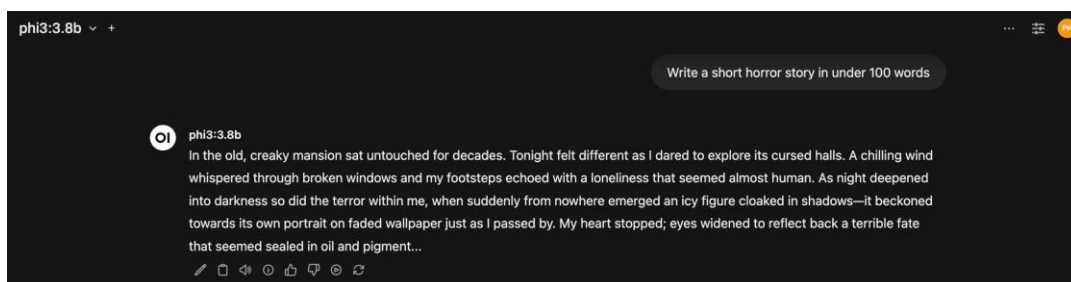 phi3:3.8b
Write a short horror story in under 100 words
OI
phi3:3.8b
In the old, creaky mansion sat untouched for decades. Tonight felt different as I dared to explore its cursed halls. A chilling wind
whispered through broken windows and my footsteps echoed with a loneliness that seemed almost human. As night deepened
into darkness so did the terror within me, when suddenly from nowhere emerged an icy figure cloaked in shadows—it beckoned
towards its own portrait on faded wallpaper just as I passed by. My heart stopped; eyes widened to reflect back a terrible fate
that seemed sealed in oil and pigment...